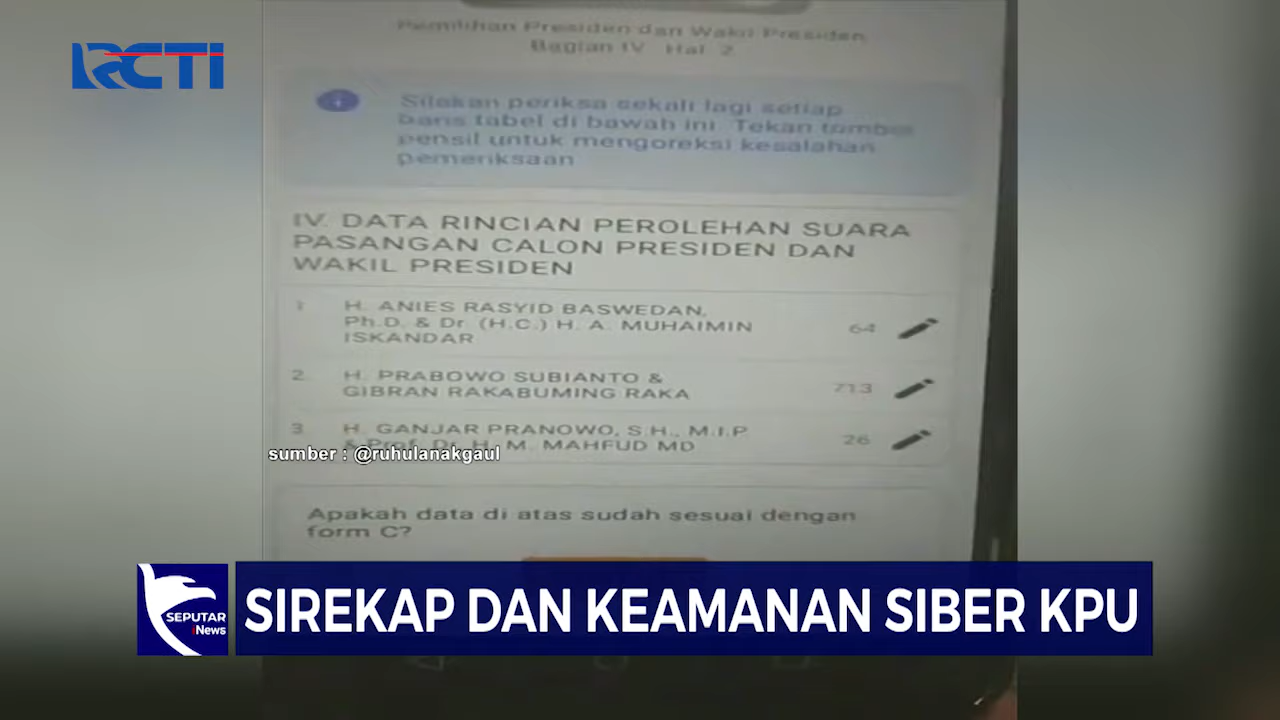 RCTI
Pemilihan Presiden dan Wakil Presiden
Bagian IV Hal 2
Silakan periksa sekali lagi setiap
baris tabel di bawah ini. Tekan tombol
pensil untuk mengoreksi kesalahan
pemeriksaan
IV. DATA RINCIAN PEROLEHAN SUARA
PASANGAN CALON PRESIDEN DAN
WAKIL PRESIDEN
1 H. ANIES RASYID BASWEDAN,
Ph.D. & Dr. (H.C.) H. A. MUHAIMIN
ISKANDAR
64
2 H. PRABOWO SUBIANTO &
GIBRAN RAKABUMING RAKA
713
3 H. GANJAR PRANOWO, S.H., M.I.P.
& Prof. Dr. H. M. MAHFUD MD
26
sumber : @ruhulanakgaul
Apakah data di atas sudah sesuai dengan
form C?
SEPUTAR
iNews
SIREKAP DAN KEAMANAN SIBER KPU